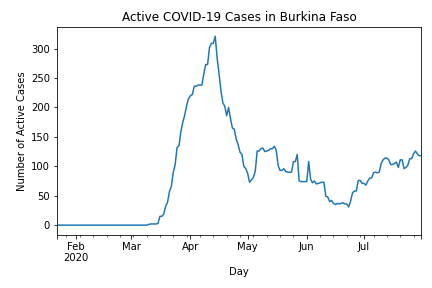 Active COVID-19 Cases in Burkina Faso
Number of Active Cases
300
250
200
150
100
50
0
Feb Mar Apr May Jun Jul
2020
Day